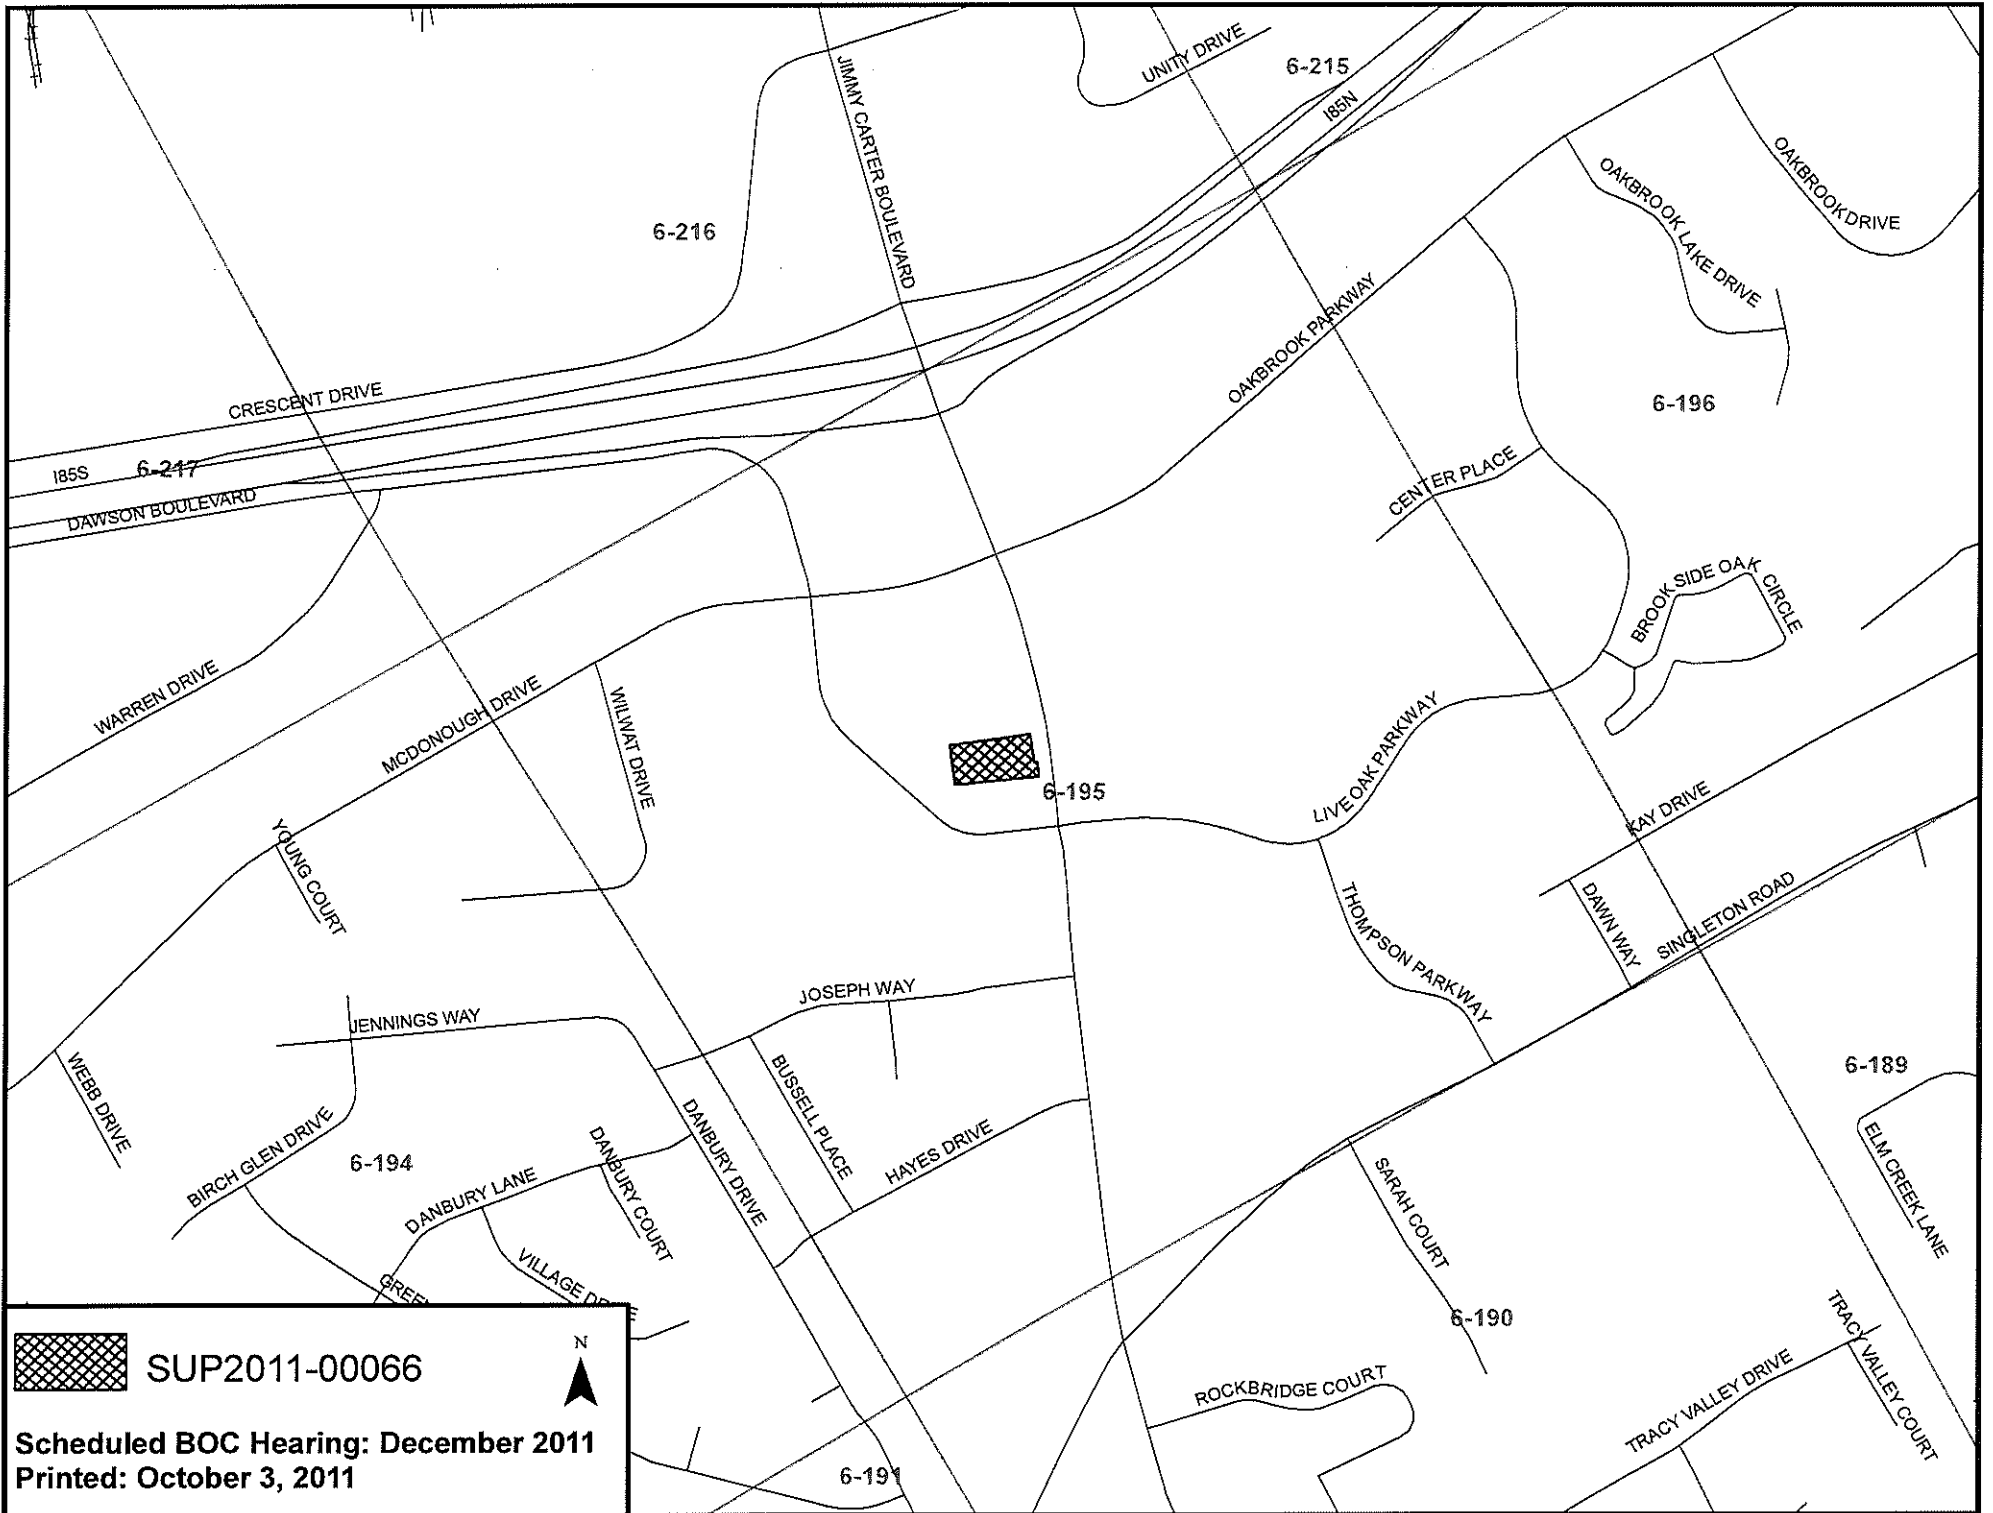 UNITY DRIVE
6-215
I85N
JIMMY CARTER BOULEVARD
OAKBROOK DRIVE
OAKBROOK LAKE DRIVE
6-216
OAKBROOK PARKWAY
CRESCENT DRIVE
6-196
I85S
6-217
DAWSON BOULEVARD
CENTER PLACE
BROOK SIDE OAK CIRCLE
WARREN DRIVE
MCDONOUGH DRIVE
WILWAT DRIVE
LIVE OAK PARKWAY
6-195
KAY DRIVE
YOUNG COURT
THOMPSON PARKWAY
DAWN WAY
SINGLETON ROAD
JOSEPH WAY
JENNINGS WAY
WEBB DRIVE
BUSSELL PLACE
6-189
BIRCH GLEN DRIVE
6-194
DANBURY LANE
DANBURY COURT
DANBURY DRIVE
HAYES DRIVE
SARAH COURT
ELM CREEK LANE
VILLAGE
6-190
TRACY VALLEY COURT
ROCKBRIDGE COURT
TRACY VALLEY DRIVE
6-191
N
SUP2011-00066
Scheduled BOC Hearing: December 2011
Printed: October 3, 2011